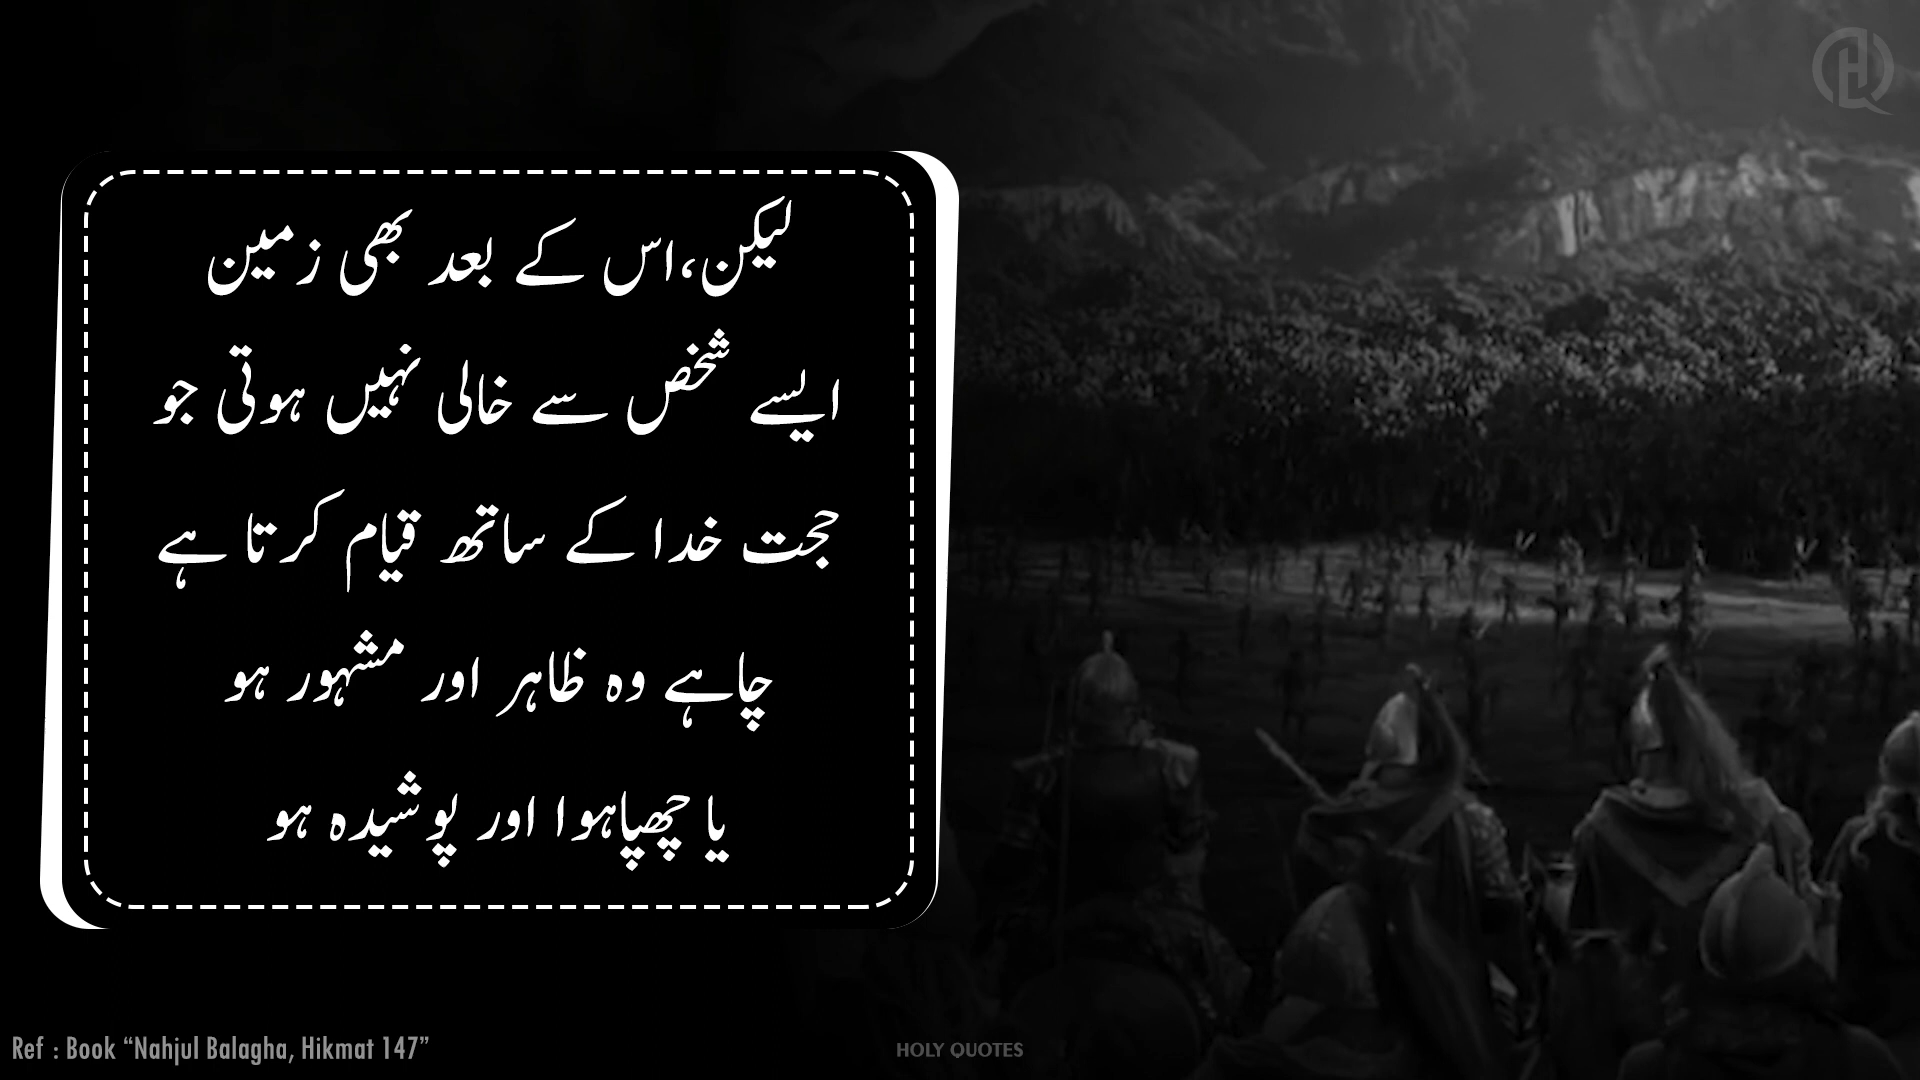 لیکن،اس کے بعد بھی زمین
ایسے شخص سے خالی نہیں ہوتی جو
حجت خدا کے ساتھ قیام کرتا ہے
چاہے وہ ظاہر اور مشہور ہو
یا چھپاہوا اور پوشیدہ ہو
Ref : Book “Nahjul Balagha, Hikmat 147”
HOLY QUOTES